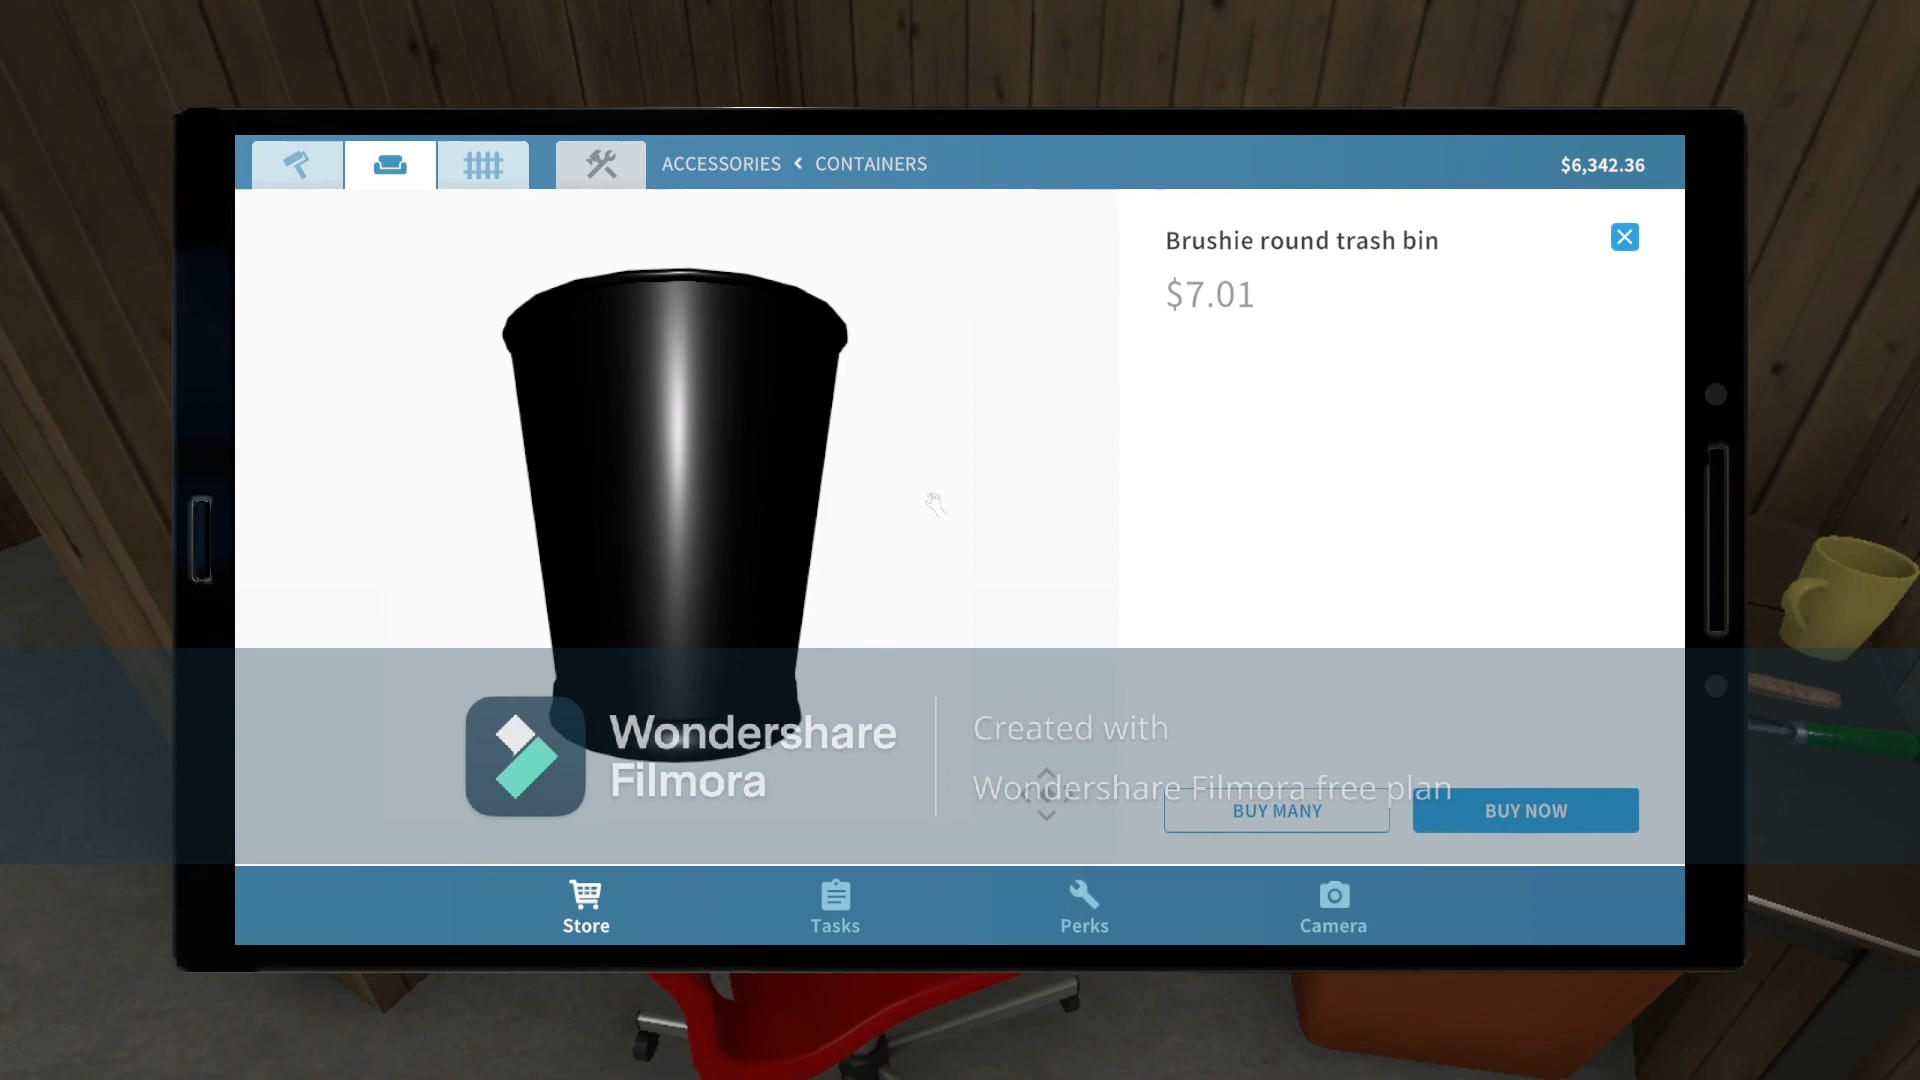 ACCESSORIES < CONTAINERS
$6,342.36
Brushie round trash bin
$7.01
Wondershare
Filmora
Created with
Wondershare Filmora free plan
BUY MANY
BUY NOW
Store
Tasks
Perks
Camera